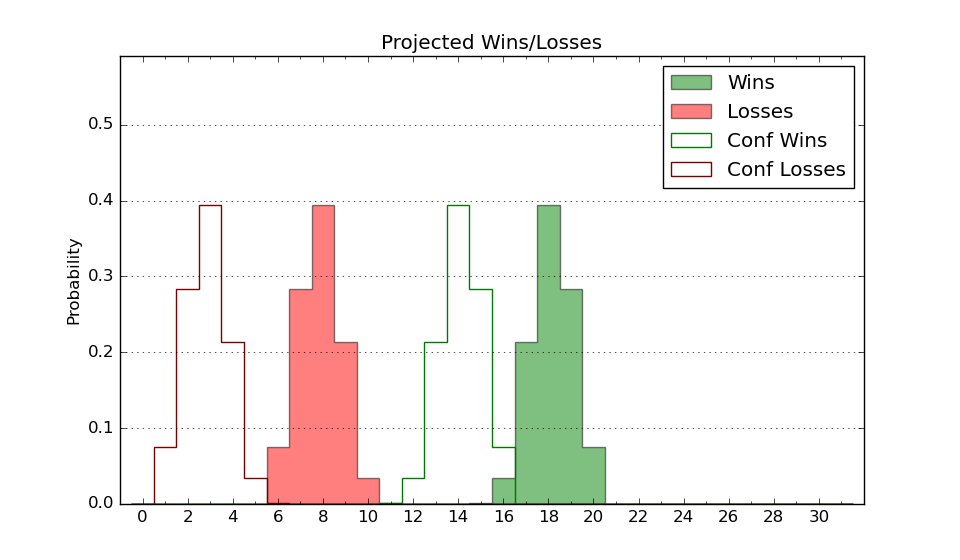 Projected Wins/Losses
Wins
Losses
Conf Wins
Conf Losses
Probability
0.5
0.4
0.3
0.2
0.1
0.0
0 2 4 6 8 10 12 14 16 18 20 22 24 26 28 30